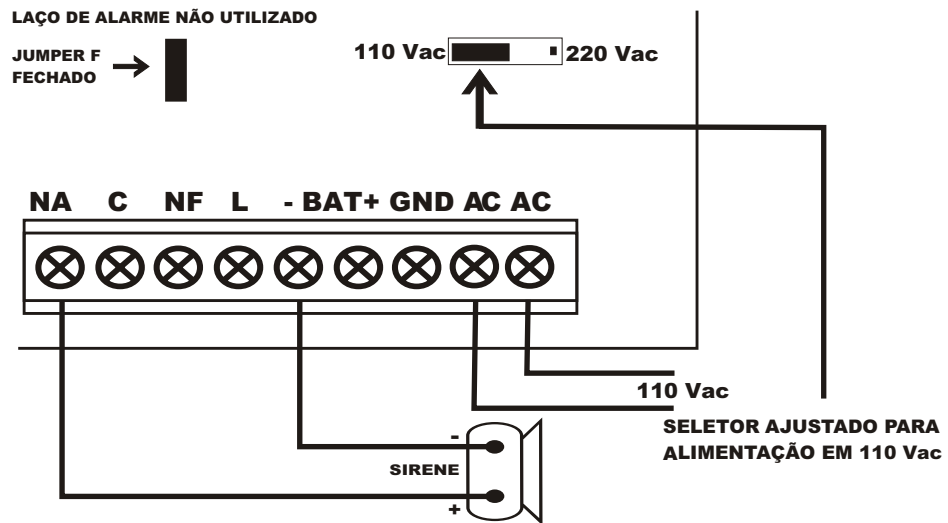 LAÇO DE ALARME NÃO UTILIZADO
JUMPER F
FECHADO
110 Vac
220 Vac
NA C NF L - BAT+ GND AC AC
110 Vac
SELETOR AJUSTADO PARA
ALIMENTAÇÃO EM 110 Vac
-
SIRENE
+